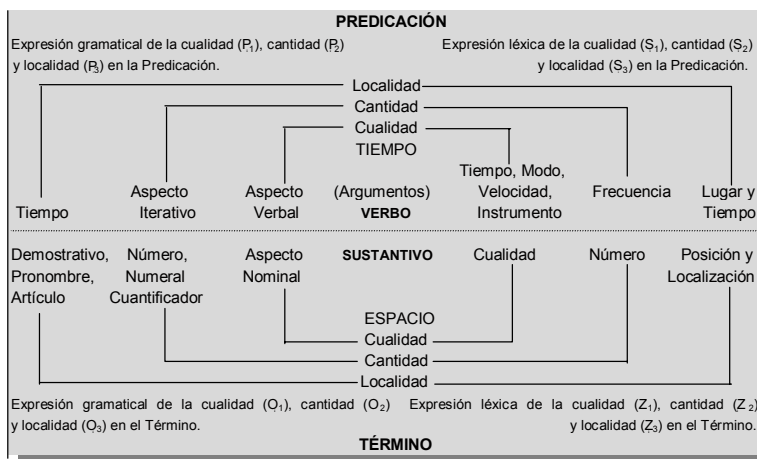 PREDICACIÓN
Expresión gramatical de la cualidad (P₁), cantidad (P₂) Expresión léxica de la cualidad (S₁), cantidad (S₂)
y localidad (P₃) en la Predicación. y localidad (S₃) en la Predicación.
Localidad
Cantidad
Cualidad
TIEMPO
Tiempo, Modo,
Aspecto Aspecto (Argumentos) Velocidad, Frecuencia Lugar y
Tiempo Iterativo Verbal VERBO Instrumento Tiempo
Demostrativo, Número, Aspecto SUSTANTIVO Cualidad Número Posición y
Pronombre, Numeral Nominal Localización
Artículo Cuantificador
ESPACIO
Cualidad
Cantidad
Localidad
Expresión gramatical de la cualidad (O₁), cantidad (O₂) Expresión léxica de la cualidad (Z₁), cantidad (Z₂)
y localidad (O₃) en el Término. y localidad (Z₃) en el Término.
TÉRMINO